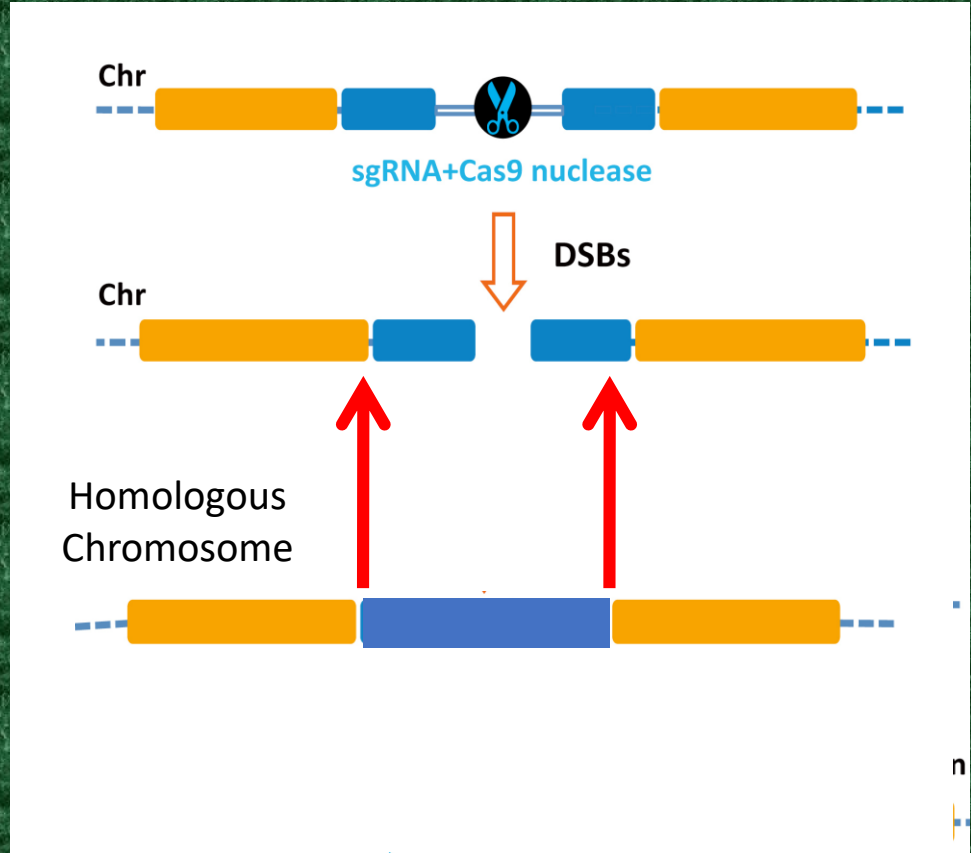 Chr
sgRNA+Cas9 nuclease
DSBs
Chr
Homologous
Chromosome
n